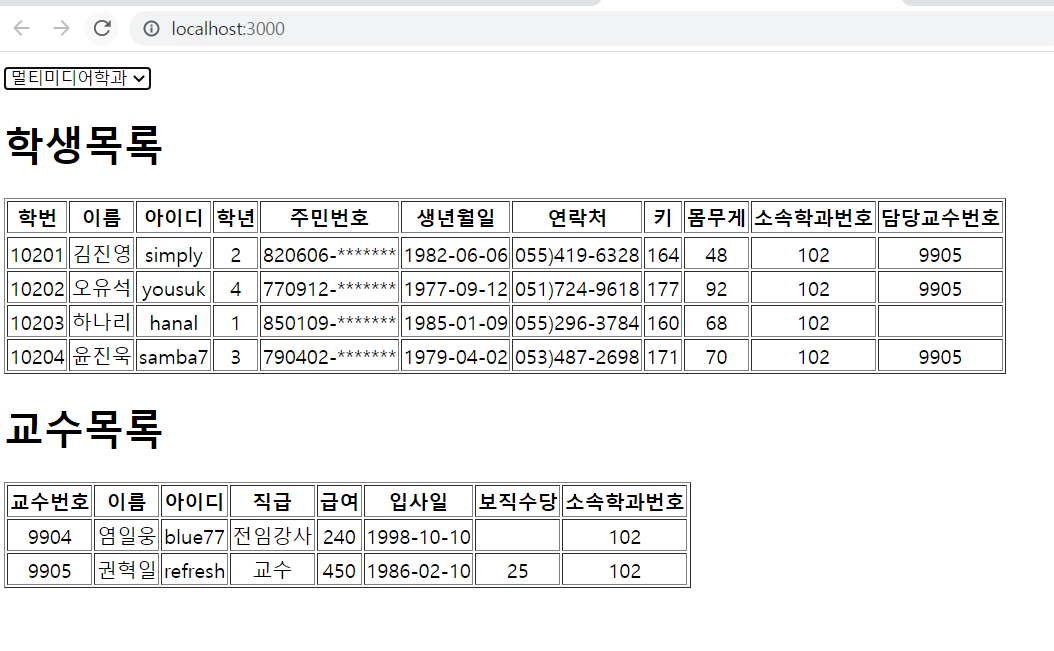 localhost:3000
멀티미디어학과
학생목록
학번 이름 아이디 학년 주민번호 생년월일 연락처 키 몸무게 소속학과번호 담당교수번호
10201 김진영 simply 2 820606-******* 1982-06-06 055)419-6328 164 48 102 9905
10202 오유석 yousuk 4 770912-******* 1977-09-12 051)724-9618 177 92 102 9905
10203 하나리 hanal 1 850109-******* 1985-01-09 055)296-3784 160 68 102
10204 윤진욱 samba7 3 790402-******* 1979-04-02 053)487-2698 171 70 102 9905
교수목록
교수번호 이름 아이디 직급 급여 입사일 보직수당 소속학과번호
9904 염일웅 blue77 전임강사 240 1998-10-10 102
9905 권혁일 refresh 교수 450 1986-02-10 25 102